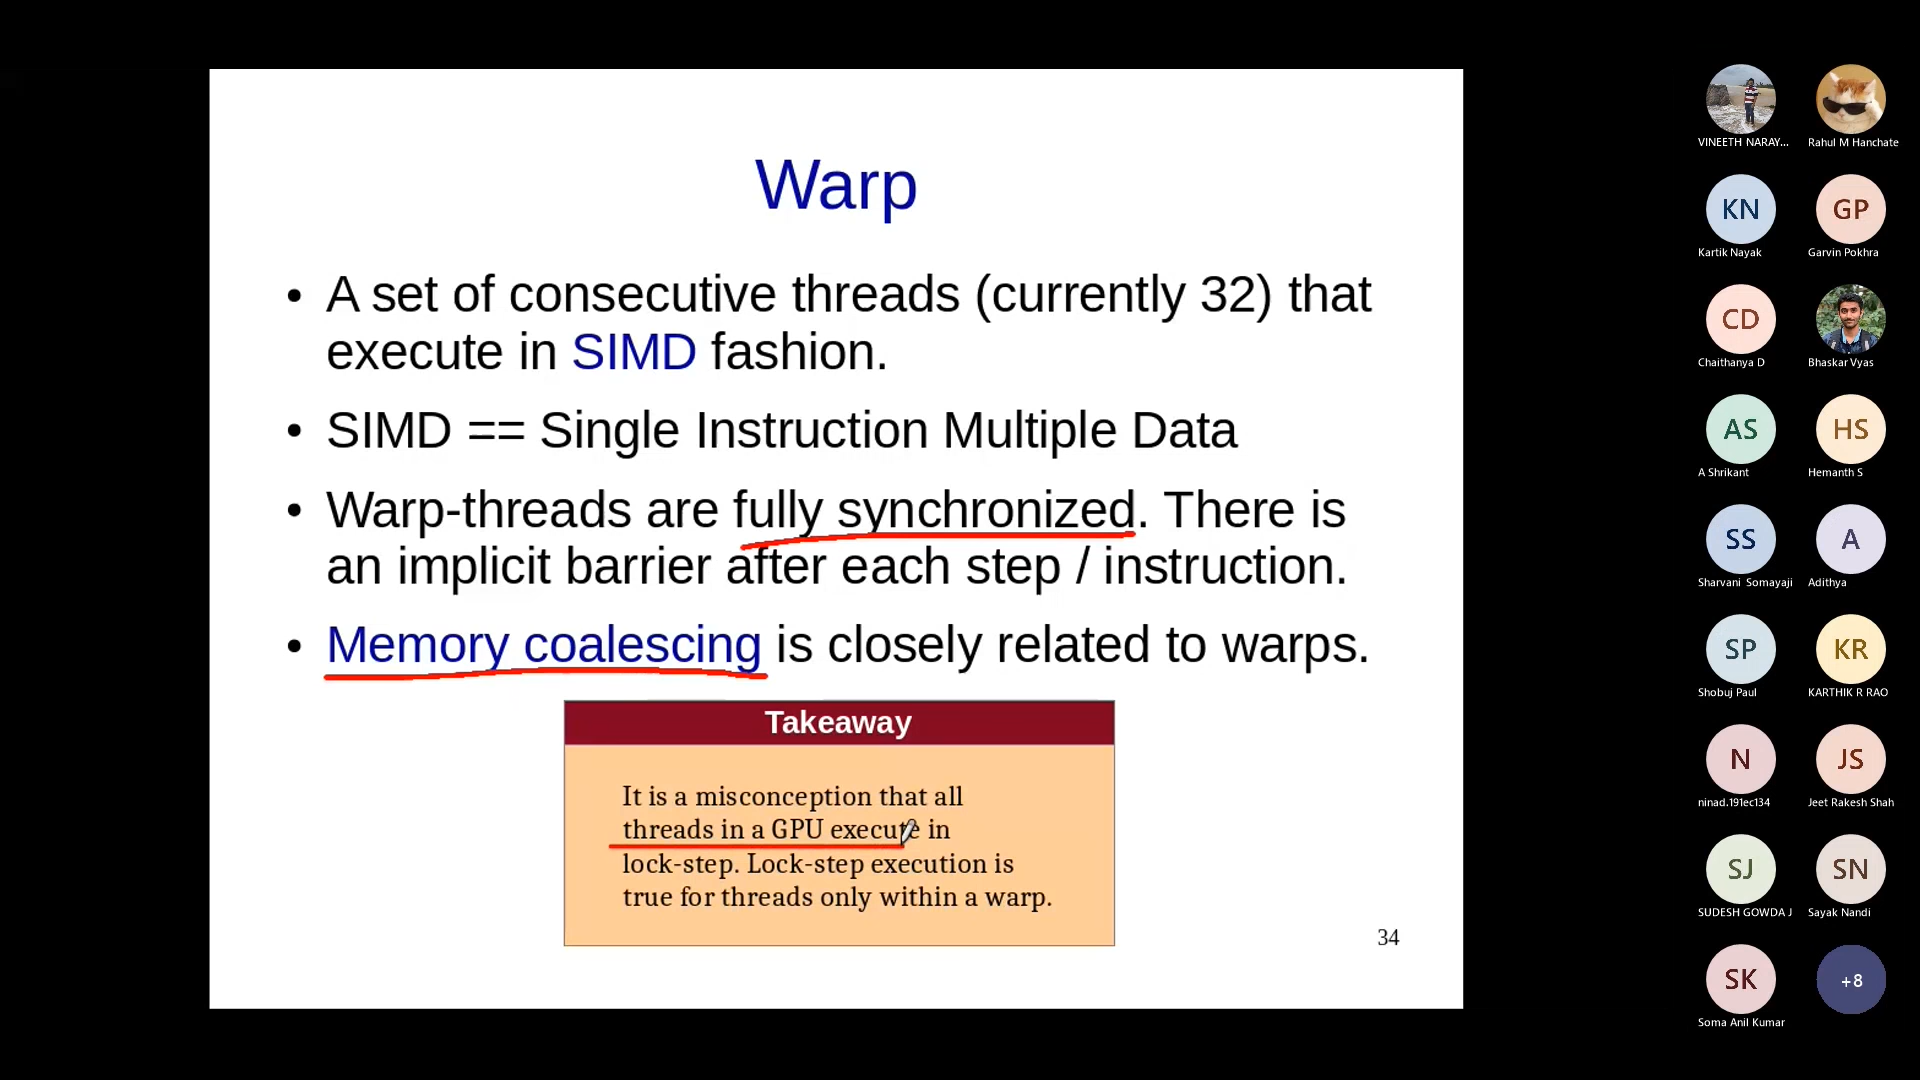 Warp
• A set of consecutive threads (currently 32) that
execute in SIMD fashion.
• SIMD == Single Instruction Multiple Data
• Warp-threads are fully synchronized. There is
an implicit barrier after each step / instruction.
• Memory coalescing is closely related to warps.
Takeaway
It is a misconception that all
threads in a GPU execute in
lock-step. Lock-step execution is
true for threads only within a warp.
34
VINEETH NARAY...
Rahul M Hanchate
KN
Kartik Nayak
GP
Garvin Pokhra
CD
Chaithanya D
Bhaskar Vyas
AS
A Shrikant
HS
Hemanth S
SS
Sharvani Somayaji
A
Adithya
SP
Shobuj Paul
KR
KARTHIK R RAO
N
ninad.191ec134
JS
Jeet Rakesh Shah
SJ
SUDESH GOWDA J
SN
Sayak Nandi
SK
Soma Anil Kumar
+8